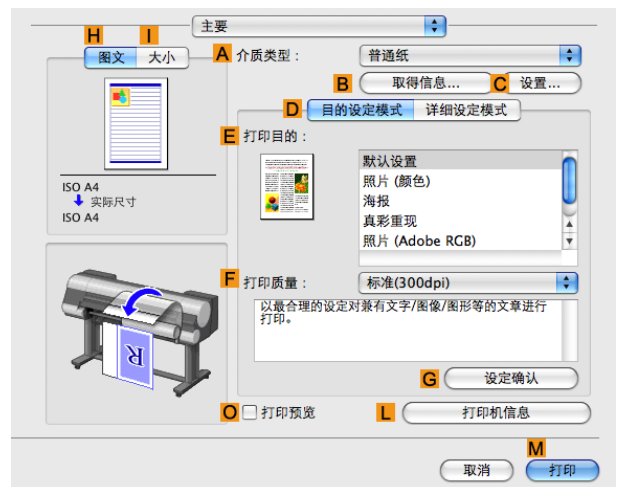 主要
H I
图文 大小
A 介质类型： 普通纸
B 取得信息... C 设置...
D 目的设定模式 详细设定模式
E 打印目的：
默认设置
照片 (颜色)
海报
真彩重现
照片 (Adobe RGB)
ISO A4
实际尺寸
ISO A4
F 打印质量： 标准(300dpi)
以最合理的设定对兼有文字/图像/图形等的文章进行
打印。
R
G 设定确认
O 打印预览 L 打印机信息
M
取消 打印